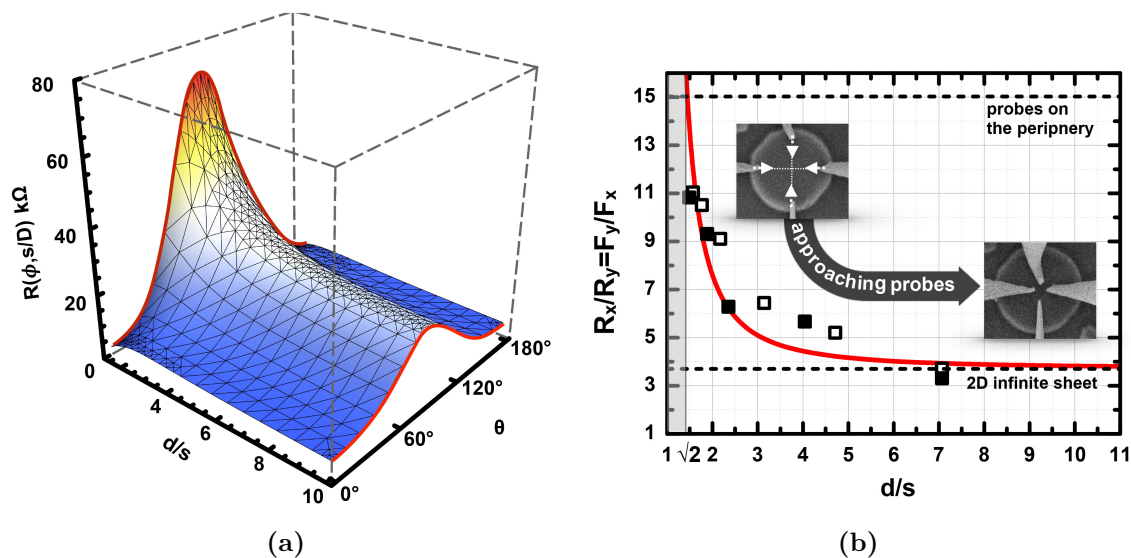 80
60
40
20
R(ϕ,s/D) kΩ
0
4
6
8
10
d/s
0°
60°
120°
180°
θ
(a)
15
13
11
9
7
5
3
1
Rx/Ry=Fy/Fx
probes on
the peripnery
approaching probes
2D infinite sheet
1 √2 2 3 4 5 6 7 8 9 10 11
d/s
(b)